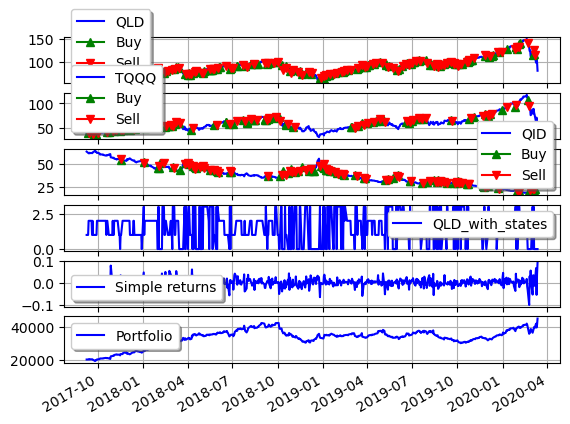 QLD
Buy
Sell
150
100
TQQQ
Buy
Sell
100
50
QID
Buy
Sell
50
25
2.5
0.0
QLD_with_states
0.1
Simple returns
−0.1
40000
Portfolio
20000
2017-10 2018-01 2018-04 2018-07 2018-10 2019-01 2019-04 2019-07 2019-10 2020-01 2020-04